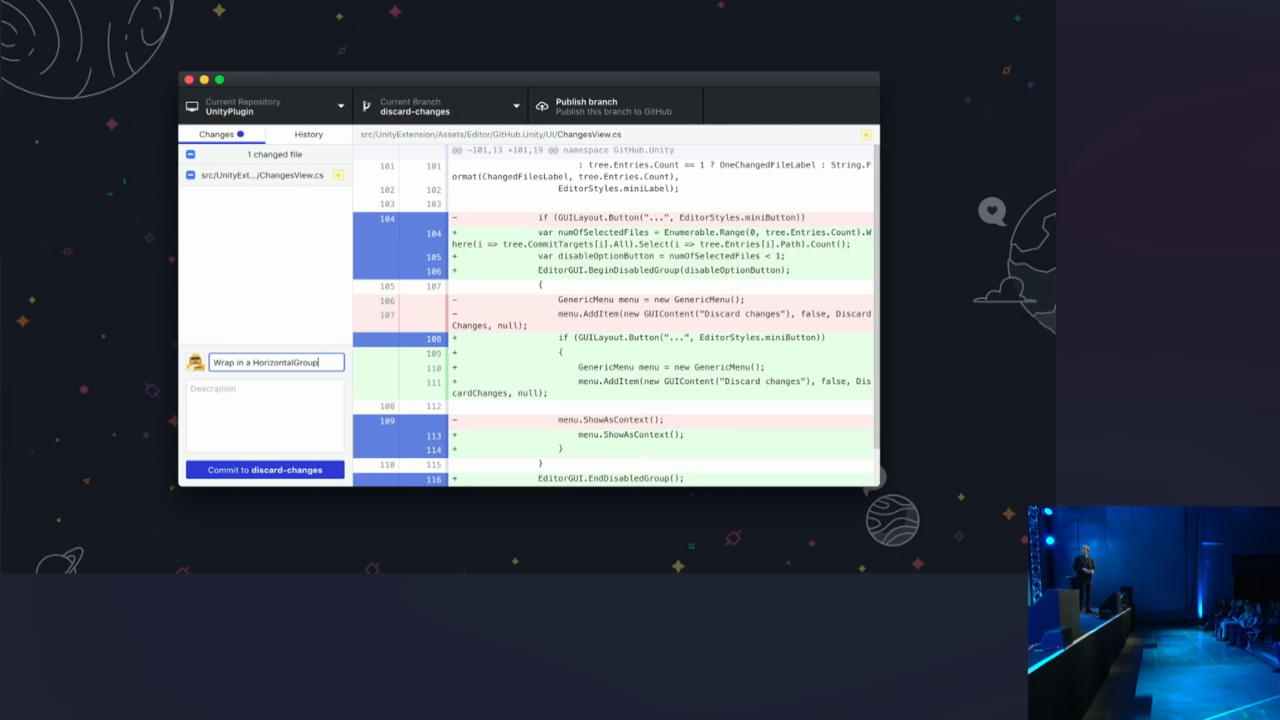 Current Repository
UnityPlugin
Current Branch
discard-changes
Publish branch
Publish this branch to GitHub
Changes
History
1 changed file
src/UnityExt.../ChangesView.cs
Wrap in a HorizontalGroup
Description
Commit to discard-changes
src/UnityExtension/Assets/Editor/GitHub.Unity/UI/ChangesView.cs
@@ -101,13 +101,19 @@ namespace GitHub.Unity
101 101 : tree.Entries.Count == 1 ? OneChangedFileLabel : String.F
ormat(ChangedFilesLabel, tree.Entries.Count),
102 102 EditorStyles.miniLabel);
103 103
104 - if (GUILayout.Button("...", EditorStyles.miniButton))
104 + var numOfSelectedFiles = Enumerable.Range(0, tree.Entries.Count).W
here(i => tree.CommitTargets[i].All).Select(i => tree.Entries[i].Path).Count();
105 + var disableOptionButton = numOfSelectedFiles < 1;
106 + EditorGUI.BeginDisabledGroup(disableOptionButton);
105 107 {
106 - GenericMenu menu = new GenericMenu();
107 - menu.AddItem(new GUIContent("Discard changes"), false, Discard
Changes, null);
108 + if (GUILayout.Button("...", EditorStyles.miniButton))
109 + {
110 + GenericMenu menu = new GenericMenu();
111 + menu.AddItem(new GUIContent("Discard changes"), false, Dis
cardChanges, null);
108 112
109 - menu.ShowAsContext();
113 + menu.ShowAsContext();
114 + }
110 115 }
116 + EditorGUI.EndDisabledGroup();